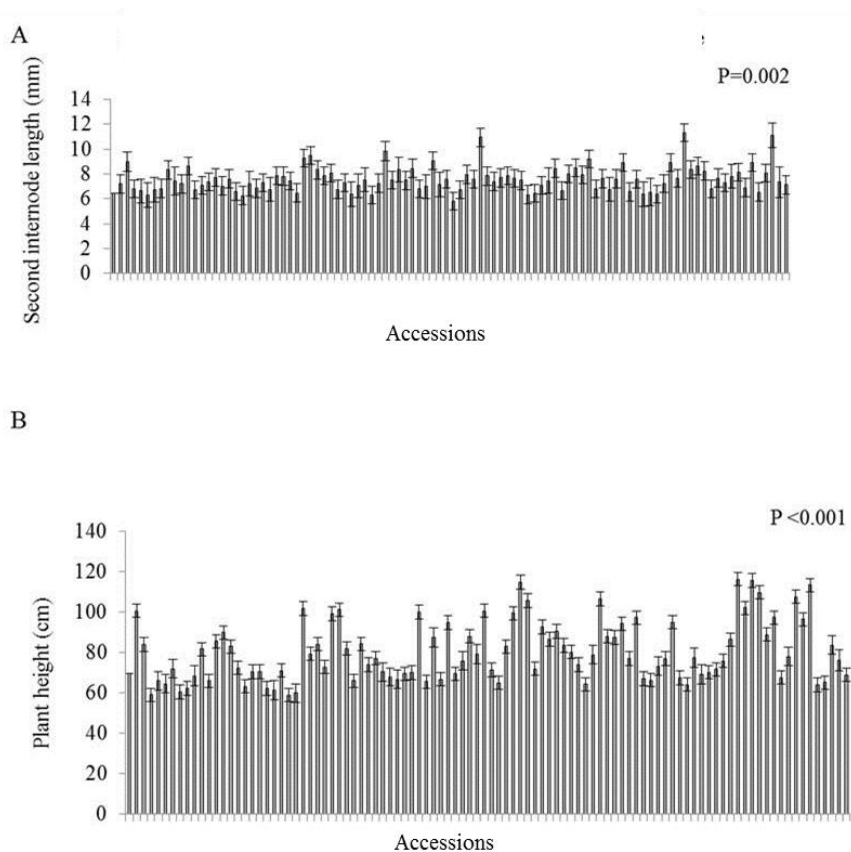 A
P=0.002
Second internode length (mm)
14
12
10
8
6
4
2
0
Accessions
B
P <0.001
Plant height (cm)
140
120
100
80
60
40
20
0
Accessions